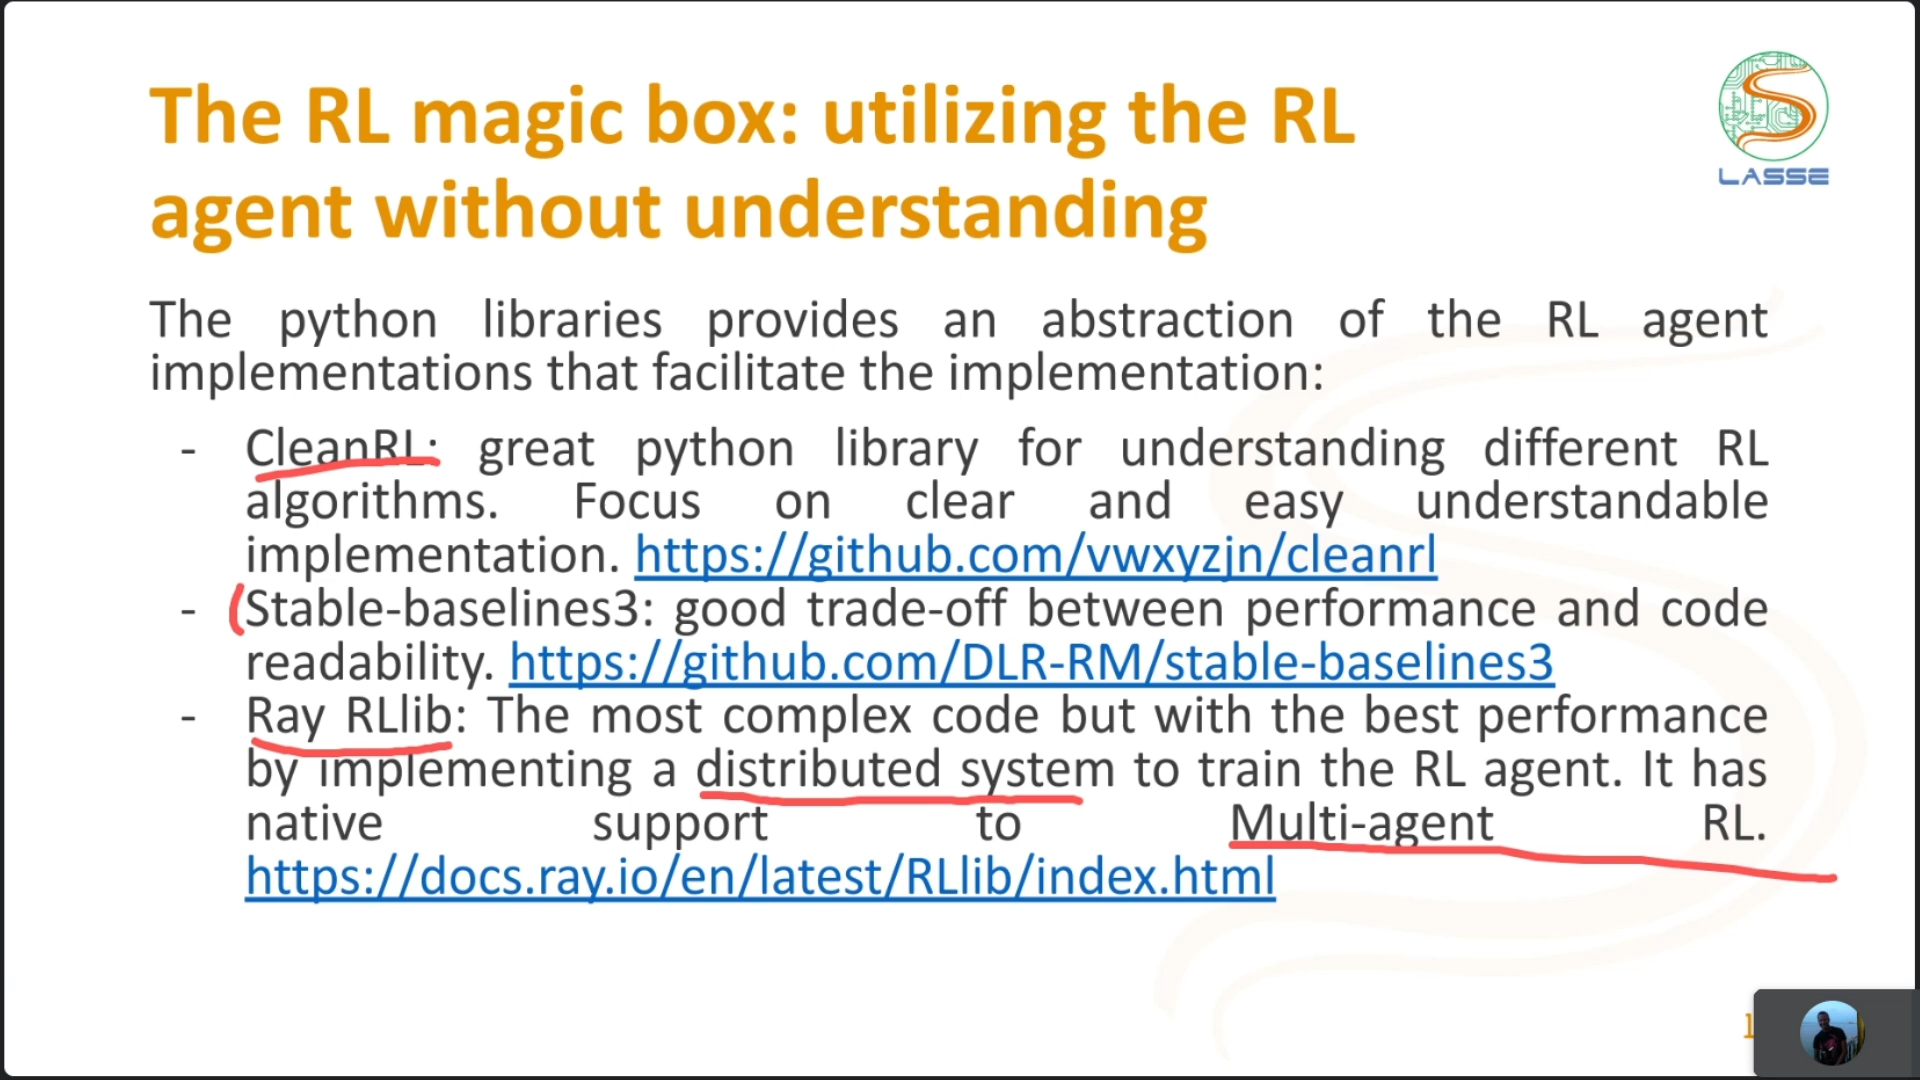 The RL magic box: utilizing the RL
agent without understanding
LASSE
The python libraries provides an abstraction of the RL agent
implementations that facilitate the implementation:
- CleanRL: great python library for understanding different RL
algorithms. Focus on clear and easy understandable
implementation. https://github.com/vwxyzjn/cleanrl
- Stable-baselines3: good trade-off between performance and code
readability. https://github.com/DLR-RM/stable-baselines3
- Ray RLlib: The most complex code but with the best performance
by implementing a distributed system to train the RL agent. It has
native support to Multi-agent RL.
https://docs.ray.io/en/latest/RLlib/index.html